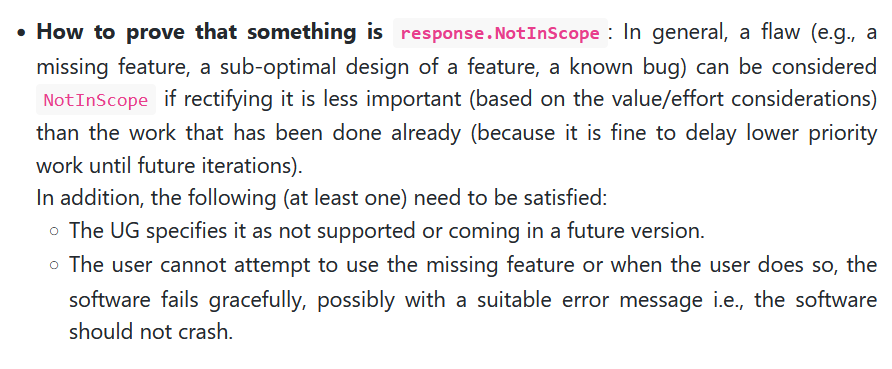 • How to prove that something is response.NotInScope: In general, a flaw (e.g., a
missing feature, a sub-optimal design of a feature, a known bug) can be considered
NotInScope if rectifying it is less important (based on the value/effort considerations)
than the work that has been done already (because it is fine to delay lower priority
work until future iterations).
In addition, the following (at least one) need to be satisfied:
◦ The UG specifies it as not supported or coming in a future version.
◦ The user cannot attempt to use the missing feature or when the user does so, the
software fails gracefully, possibly with a suitable error message i.e., the software
should not crash.